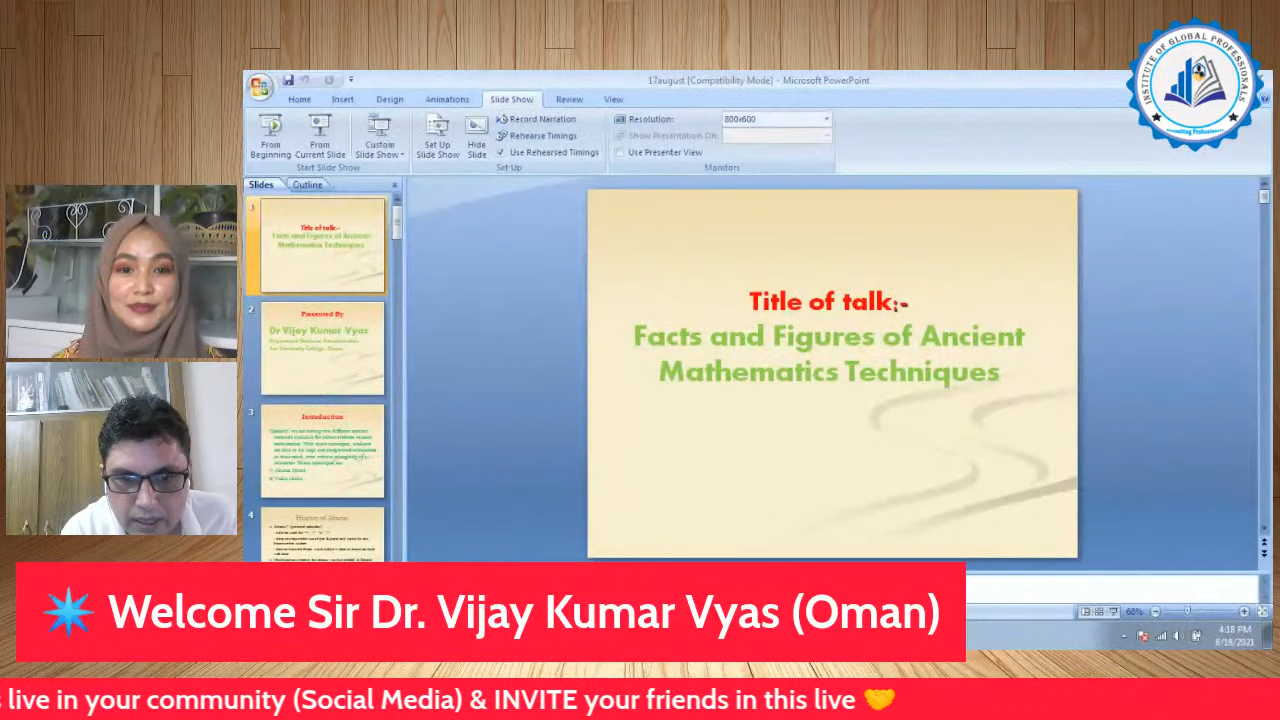 17august [Compatibility Mode] - Microsoft PowerPoint
Home Insert Design Animations Slide Show Review View
From Beginning
From Current Slide
Custom Slide Show
Set Up Slide Show
Hide Slide
Record Narration
Rehearse Timings
Use Rehearsed Timings
Resolution: 800x600
Show Presentation On:
Use Presenter View
Start Slide Show
Set Up
Monitors
INSTITUTE OF GLOBAL PROFESSIONALS
Slides Outline
1
Title of talk:-
Facts and Figures of Ancient
Mathematics Techniques
2
Presented By
Dr Vijay Kumar Vyas
3
Introduction
4
History of Abacus
Title of talk:-
Facts and Figures of Ancient
Mathematics Techniques
68%
4:18 PM
8/18/2021
Welcome Sir Dr. Vijay Kumar Vyas (Oman)
live in your community (Social Media) & INVITE your friends in this live